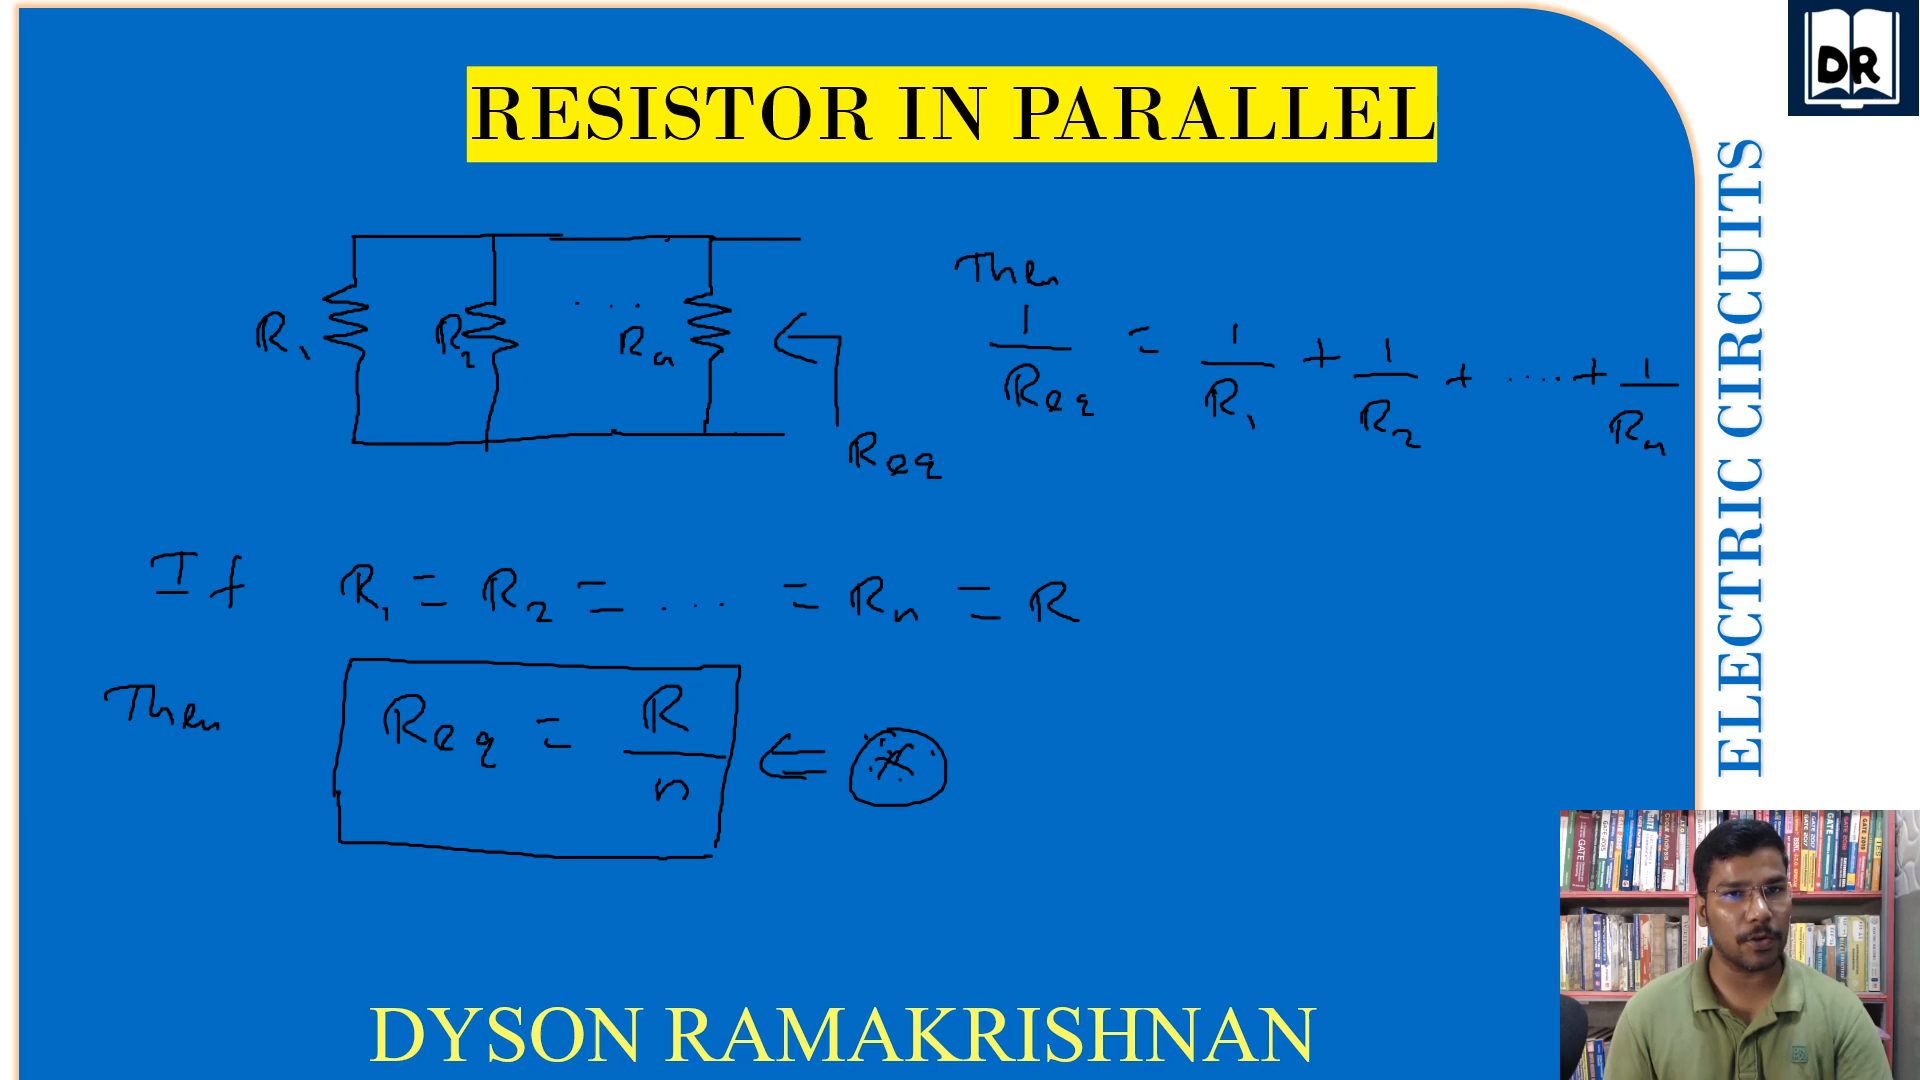 DR
RESISTOR IN PARALLEL
ELECTRIC CIRCUITS
R1 R2 .... Rn
Req
Then
1/Req = 1/R1 + 1/R2 + ..... + 1/Rn
If R1 = R2 = .... = Rn = R
Then Req = R/n ⇐ *
DYSON RAMAKRISHNAN